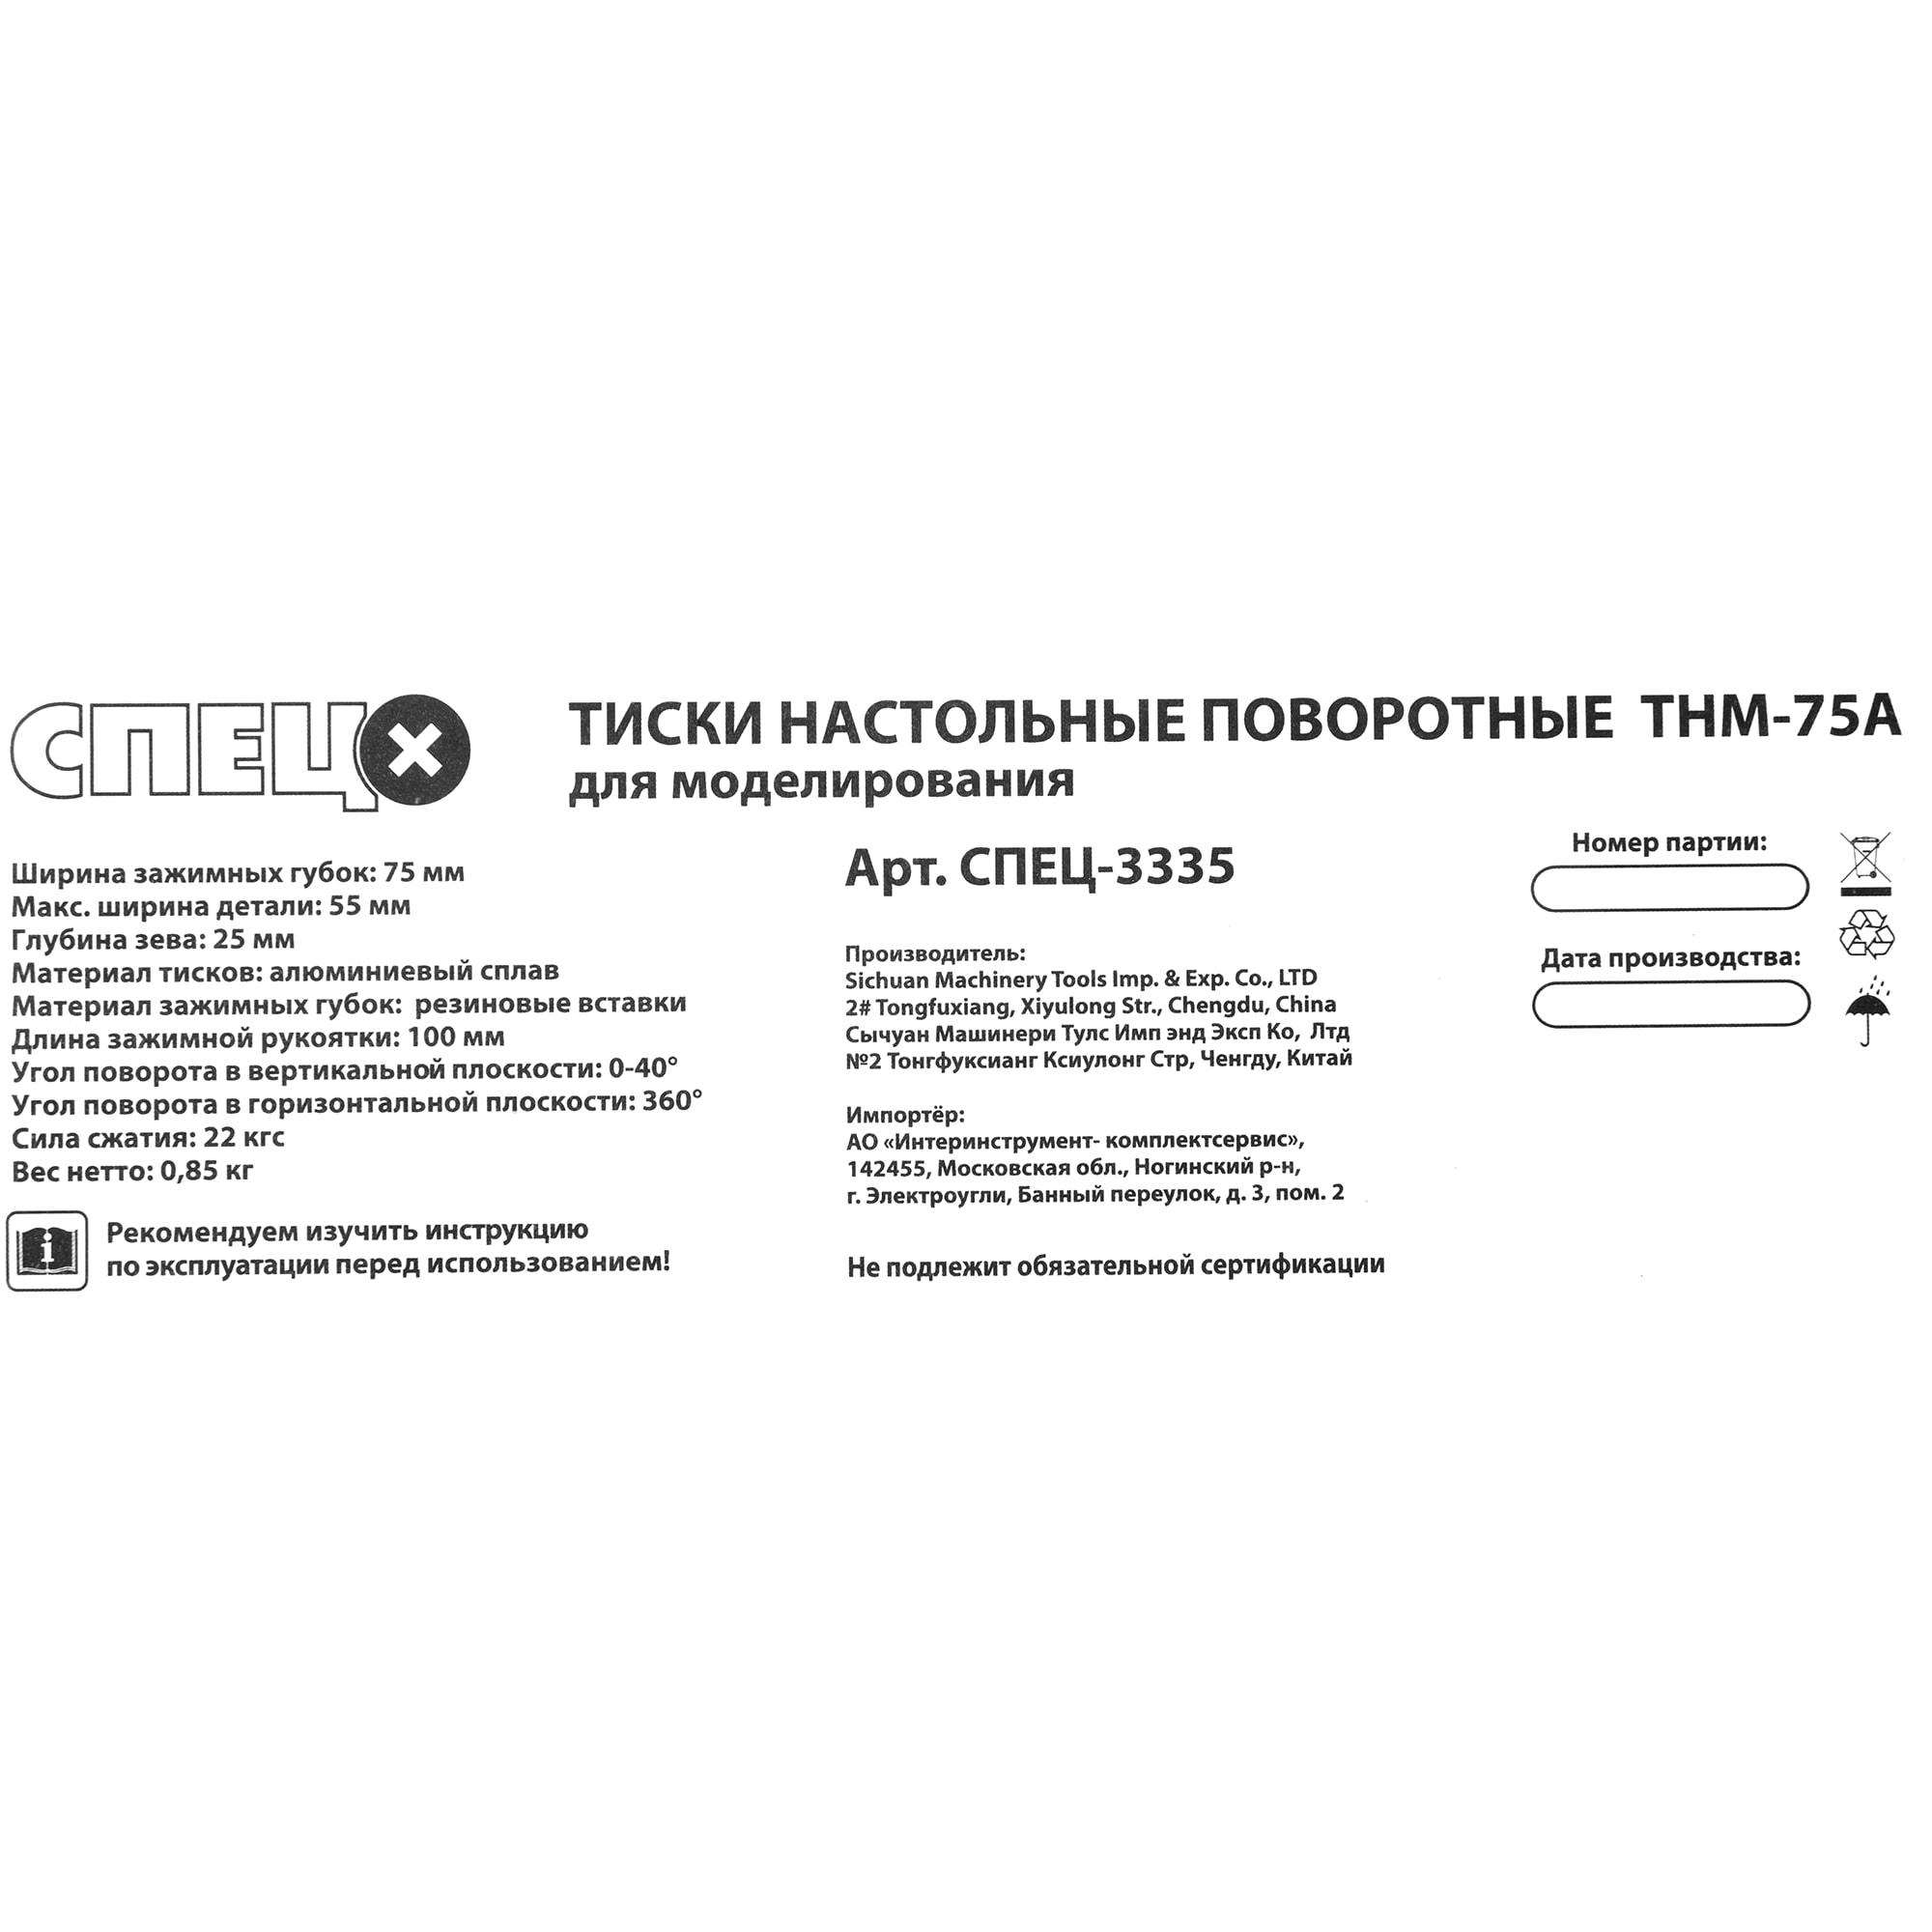 СПЕЦ
ТИСКИ НАСТОЛЬНЫЕ ПОВОРОТНЫЕ ТНМ-75А
для моделирования
Ширина зажимных губок: 75 мм
Макс. ширина детали: 55 мм
Глубина зева: 25 мм
Материал тисков: алюминиевый сплав
Материал зажимных губок: резиновые вставки
Длина зажимной рукоятки: 100 мм
Угол поворота в вертикальной плоскости: 0-40°
Угол поворота в горизонтальной плоскости: 360°
Сила сжатия: 22 кгс
Вес нетто: 0,85 кг
Рекомендуем изучить инструкцию
по эксплуатации перед использованием!
Арт. СПЕЦ-3335
Производитель:
Sichuan Machinery Tools Imp. & Exp. Co., LTD
2# Tongfuxiang, Xiyulong Str., Chengdu, China
Сычуан Машинери Тулс Имп энд Эксп Ко, Лтд
№2 Тонгфуксианг Ксиулонг Стр, Ченгду, Китай
Импортёр:
АО «Интеринструмент- комплектсервис»,
142455, Московская обл., Ногинский р-н,
г. Электроугли, Банный переулок, д. 3, пом. 2
Не подлежит обязательной сертификации
Номер партии:
Дата производства: